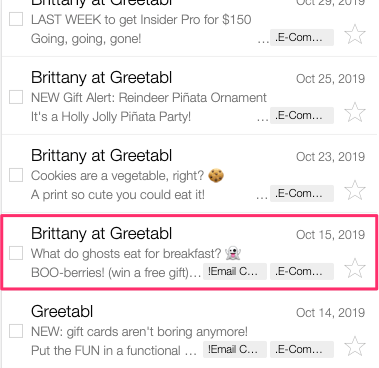 Brittany at Greetabl Oct 29, 2019
LAST WEEK to get Insider Pro for $150
Going, going, gone! ... .E-Com...
Brittany at Greetabl Oct 25, 2019
NEW Gift Alert: Reindeer Piñata Ornament
It's a Holly Jolly Piñata Party! ... .E-Com...
Brittany at Greetabl Oct 23, 2019
Cookies are a vegetable, right? 🍪
A print so cute you could eat it! ... .E-Com...
Brittany at Greetabl Oct 15, 2019
What do ghosts eat for breakfast? 👻
BOO-berries! (win a free gift)... !Email C... .E-Com...
Greetabl Oct 14, 2019
NEW: gift cards aren't boring anymore!
Put the FUN in a functional ... !Email C... .E-Com...